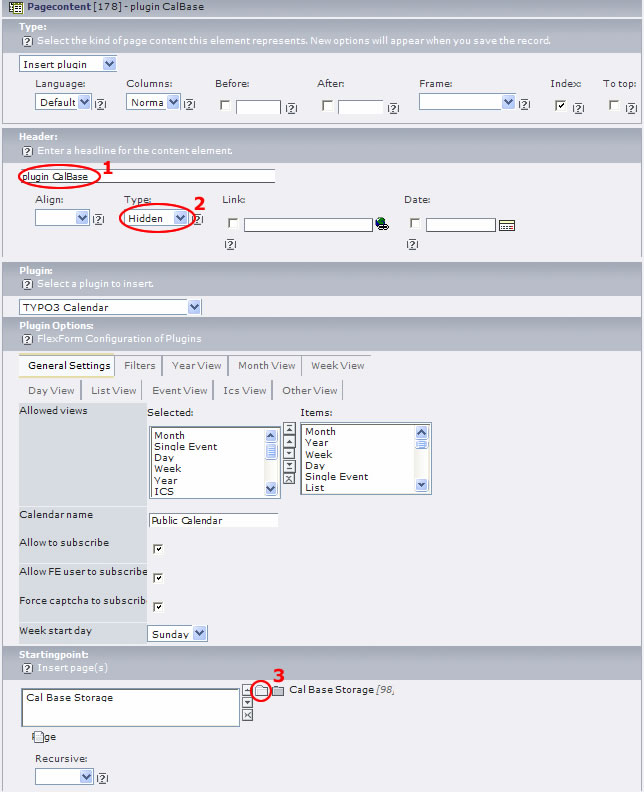 Pagecontent [178] - plugin CalBase
Type:
Select the kind of page content this element represents. New options will appear when you save the record.
Insert plugin
Language: Columns: Before: After: Frame: Index: To top:
Default Norma
Header:
Enter a headline for the content element.
plugin CalBase 1
Align: Type: Link: Date:
Hidden 2
Plugin:
Select a plugin to insert.
TYPO3 Calendar
Plugin Options:
FlexForm Configuration of Plugins
General Settings Filters Year View Month View Week View
Day View List View Event View Ics View Other View
Allowed views Selected: Items:
Month Month
Single Event Year
Day Week
Week Day
Year Single Event
ICS List
Calendar name Public Calendar
Allow to subscribe
Allow FE user to subscribe
Force captcha to subscrib
Week start day Sunday
Startingpoint:
Insert page(s) 3
Cal Base Storage Cal Base Storage [98]
Recursive: